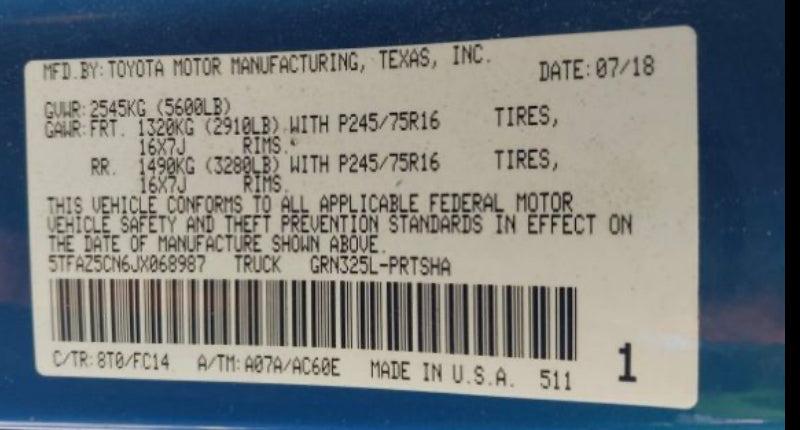 MFD.BY:TOYOTA MOTOR MANUFACTURING, TEXAS, INC. DATE:07/18
GVWR:2545KG (5600LB)
GAWR:FRT. 1320KG (2910LB) WITH P245/75R16 TIRES,
16X7J RIMS.
RR. 1490KG (3280LB) WITH P245/75R16 TIRES,
16X7J RIMS.
THIS VEHICLE CONFORMS TO ALL APPLICABLE FEDERAL MOTOR
VEHICLE SAFETY AND THEFT PREVENTION STANDARDS IN EFFECT ON
THE DATE OF MANUFACTURE SHOWN ABOVE.
5TFAZ5CN6JX068987 TRUCK GRN325L-PRTSHA
C/TR:8T0/FC14 A/TM:A07A/AC60E MADE IN U.S.A. 511 1